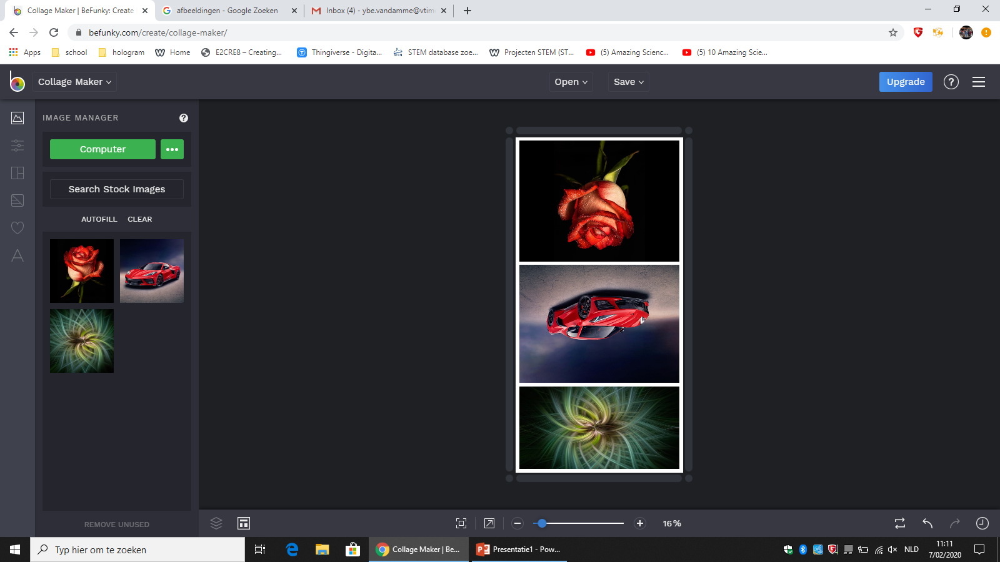 Collage Maker | BeFunky: Create
afbeeldingen - Google Zoeken
Inbox (4) - ybe.vandamme@vtim
befunky.com/create/collage-maker/
Apps
school
hologram
Home
E2CRE8 – Creating...
Thingiverse - Digita...
STEM database zoe...
Projecten STEM (ST...
(5) Amazing Scienc...
(5) 10 Amazing Scie...
Collage Maker
Open
Save
Upgrade
IMAGE MANAGER
Computer
Search Stock Images
AUTOFILL CLEAR
REMOVE UNUSED
16%
Typ hier om te zoeken
Collage Maker | Be...
Presentatie1 - Pow...
NLD
11:11
7/02/2020